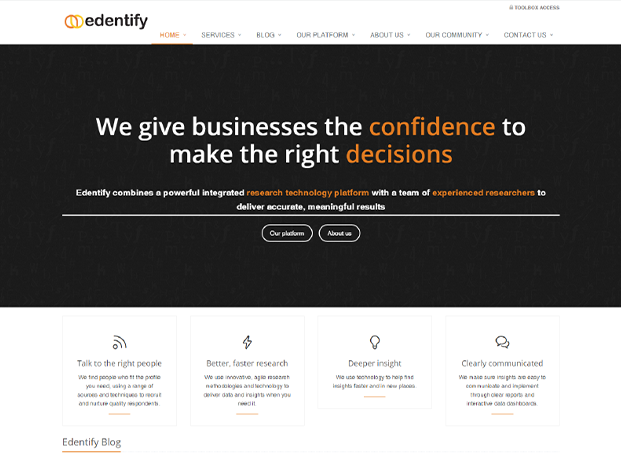 TOOLBOX ACCESS
edentify
HOME SERVICES BLOG OUR PLATFORM ABOUT US OUR COMMUNITY CONTACT US
We give businesses the confidence to
make the right decisions
Edentify combines a powerful integrated research technology platform with a team of experienced researchers to
deliver accurate, meaningful results
Our platform About us
Talk to the right people
We find people who fit the profile
you need, using a range of
sources and techniques to recruit
and nurture quality respondents.
Better, faster research
We use innovative, agile research
methodologies and technology to
deliver data and insights when you
need it.
Deeper insight
We use technology to help find
insights faster and in new places.
Clearly communicated
We make sure insights are easy to
communicate and implement
through clear reports and
interactive data dashboards.
Edentify Blog